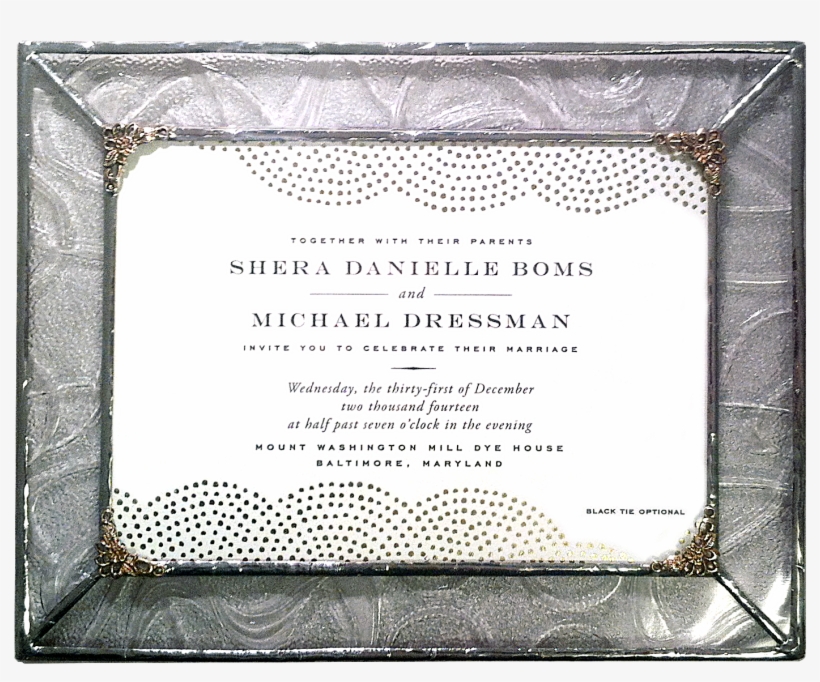 TOGETHER WITH THEIR PARENTS
SHERA DANIELLE BOMS
and
MICHAEL DRESSMAN
INVITE YOU TO CELEBRATE THEIR MARRIAGE
Wednesday, the thirty-first of December
two thousand fourteen
at half past seven o'clock in the evening
MOUNT WASHINGTON MILL DYE HOUSE
BALTIMORE, MARYLAND
BLACK TIE OPTIONAL